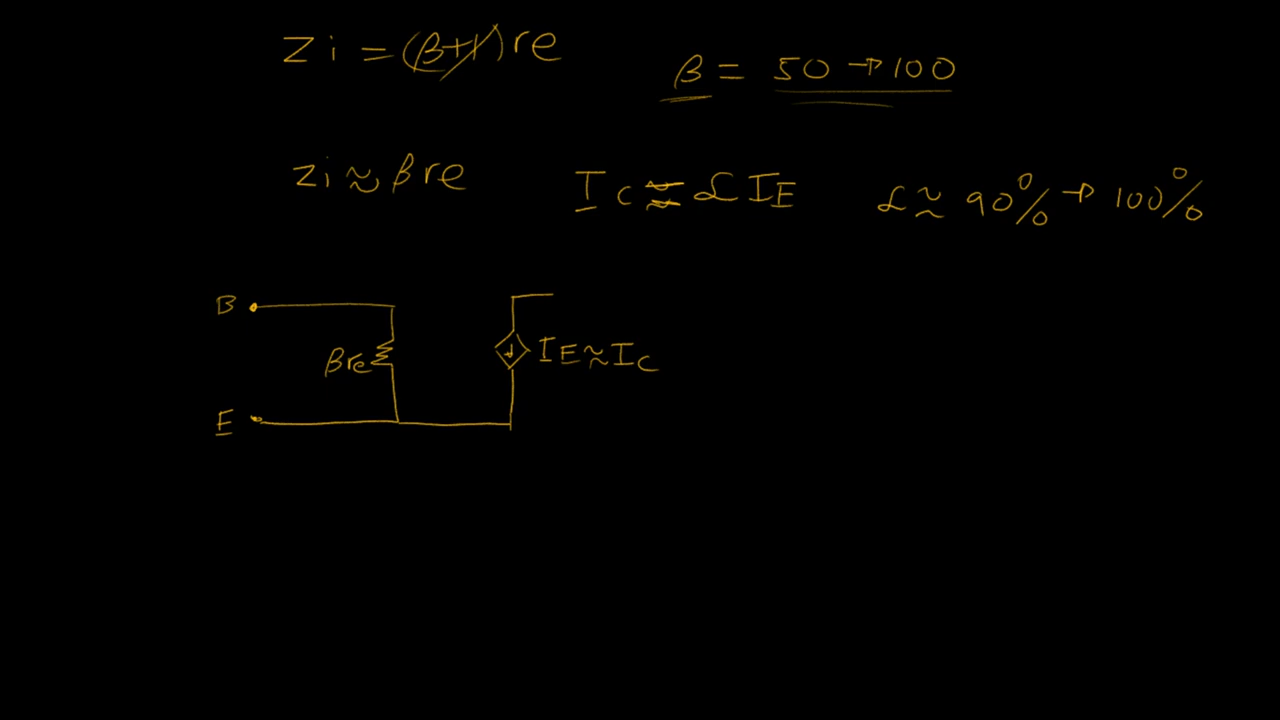 Zi = (β+1)re
β = 50 → 100
Zi ≈ βre
IC ≈ αIE
α ≈ 90% → 100%
B
βre
IE ≈ IC
E